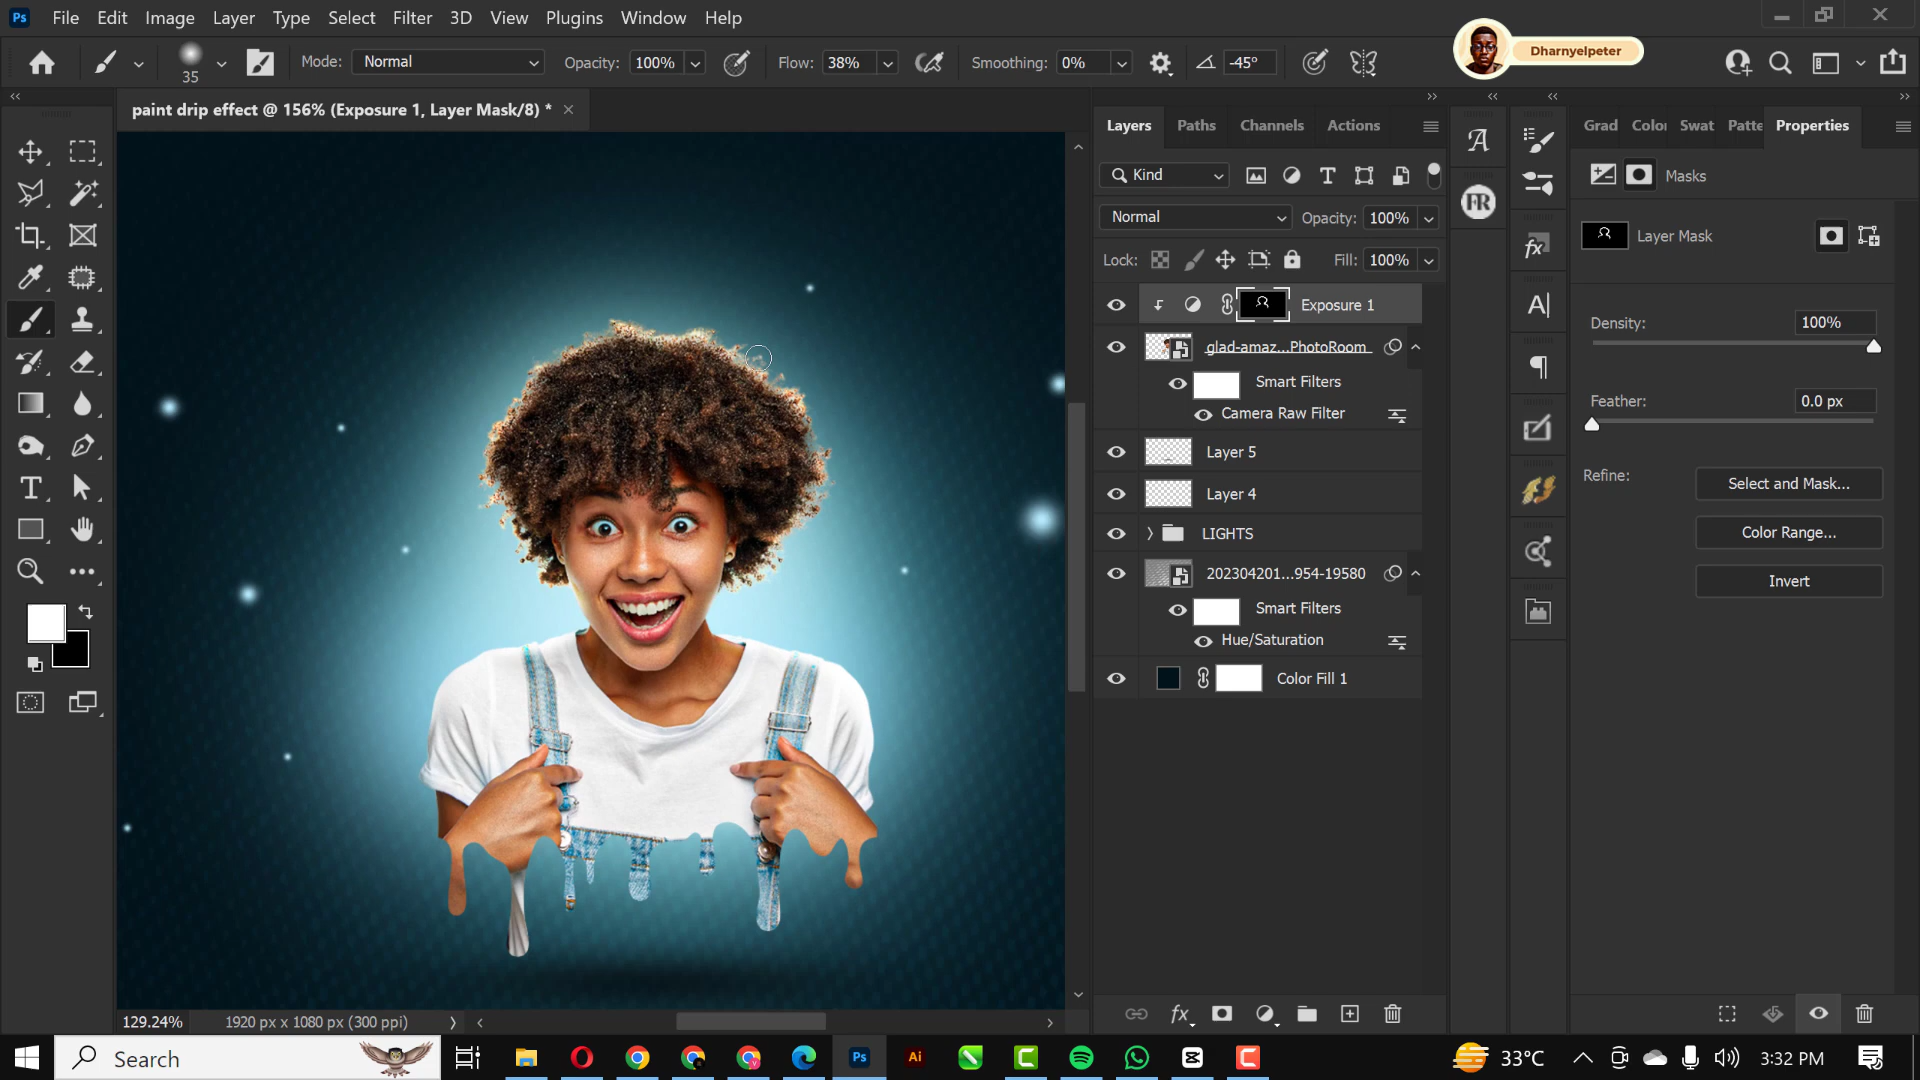 Ps File Edit Image Layer Type Select Filter 3D View Plugins Window Help
35 Mode: Normal Opacity: 100% Flow: 38% Smoothing: 0% -45° Dharnyelpeter
paint drip effect @ 156% (Exposure 1, Layer Mask/8) *
Layers Paths Channels Actions
Grad Color Swat Patte Properties
Kind
Masks
Normal Opacity: 100%
Layer Mask
Lock: Fill: 100%
Exposure 1
glad-amaz...PhotoRoom
Smart Filters
Camera Raw Filter
Layer 5
Layer 4
LIGHTS
202304201...954-19580
Smart Filters
Hue/Saturation
Color Fill 1
Density: 100%
Feather: 0.0 px
Refine: Select and Mask...
Color Range...
Invert
FR
129.24% 1920 px x 1080 px (300 ppi)
Search
Ps
Ai
33°C
3:32 PM